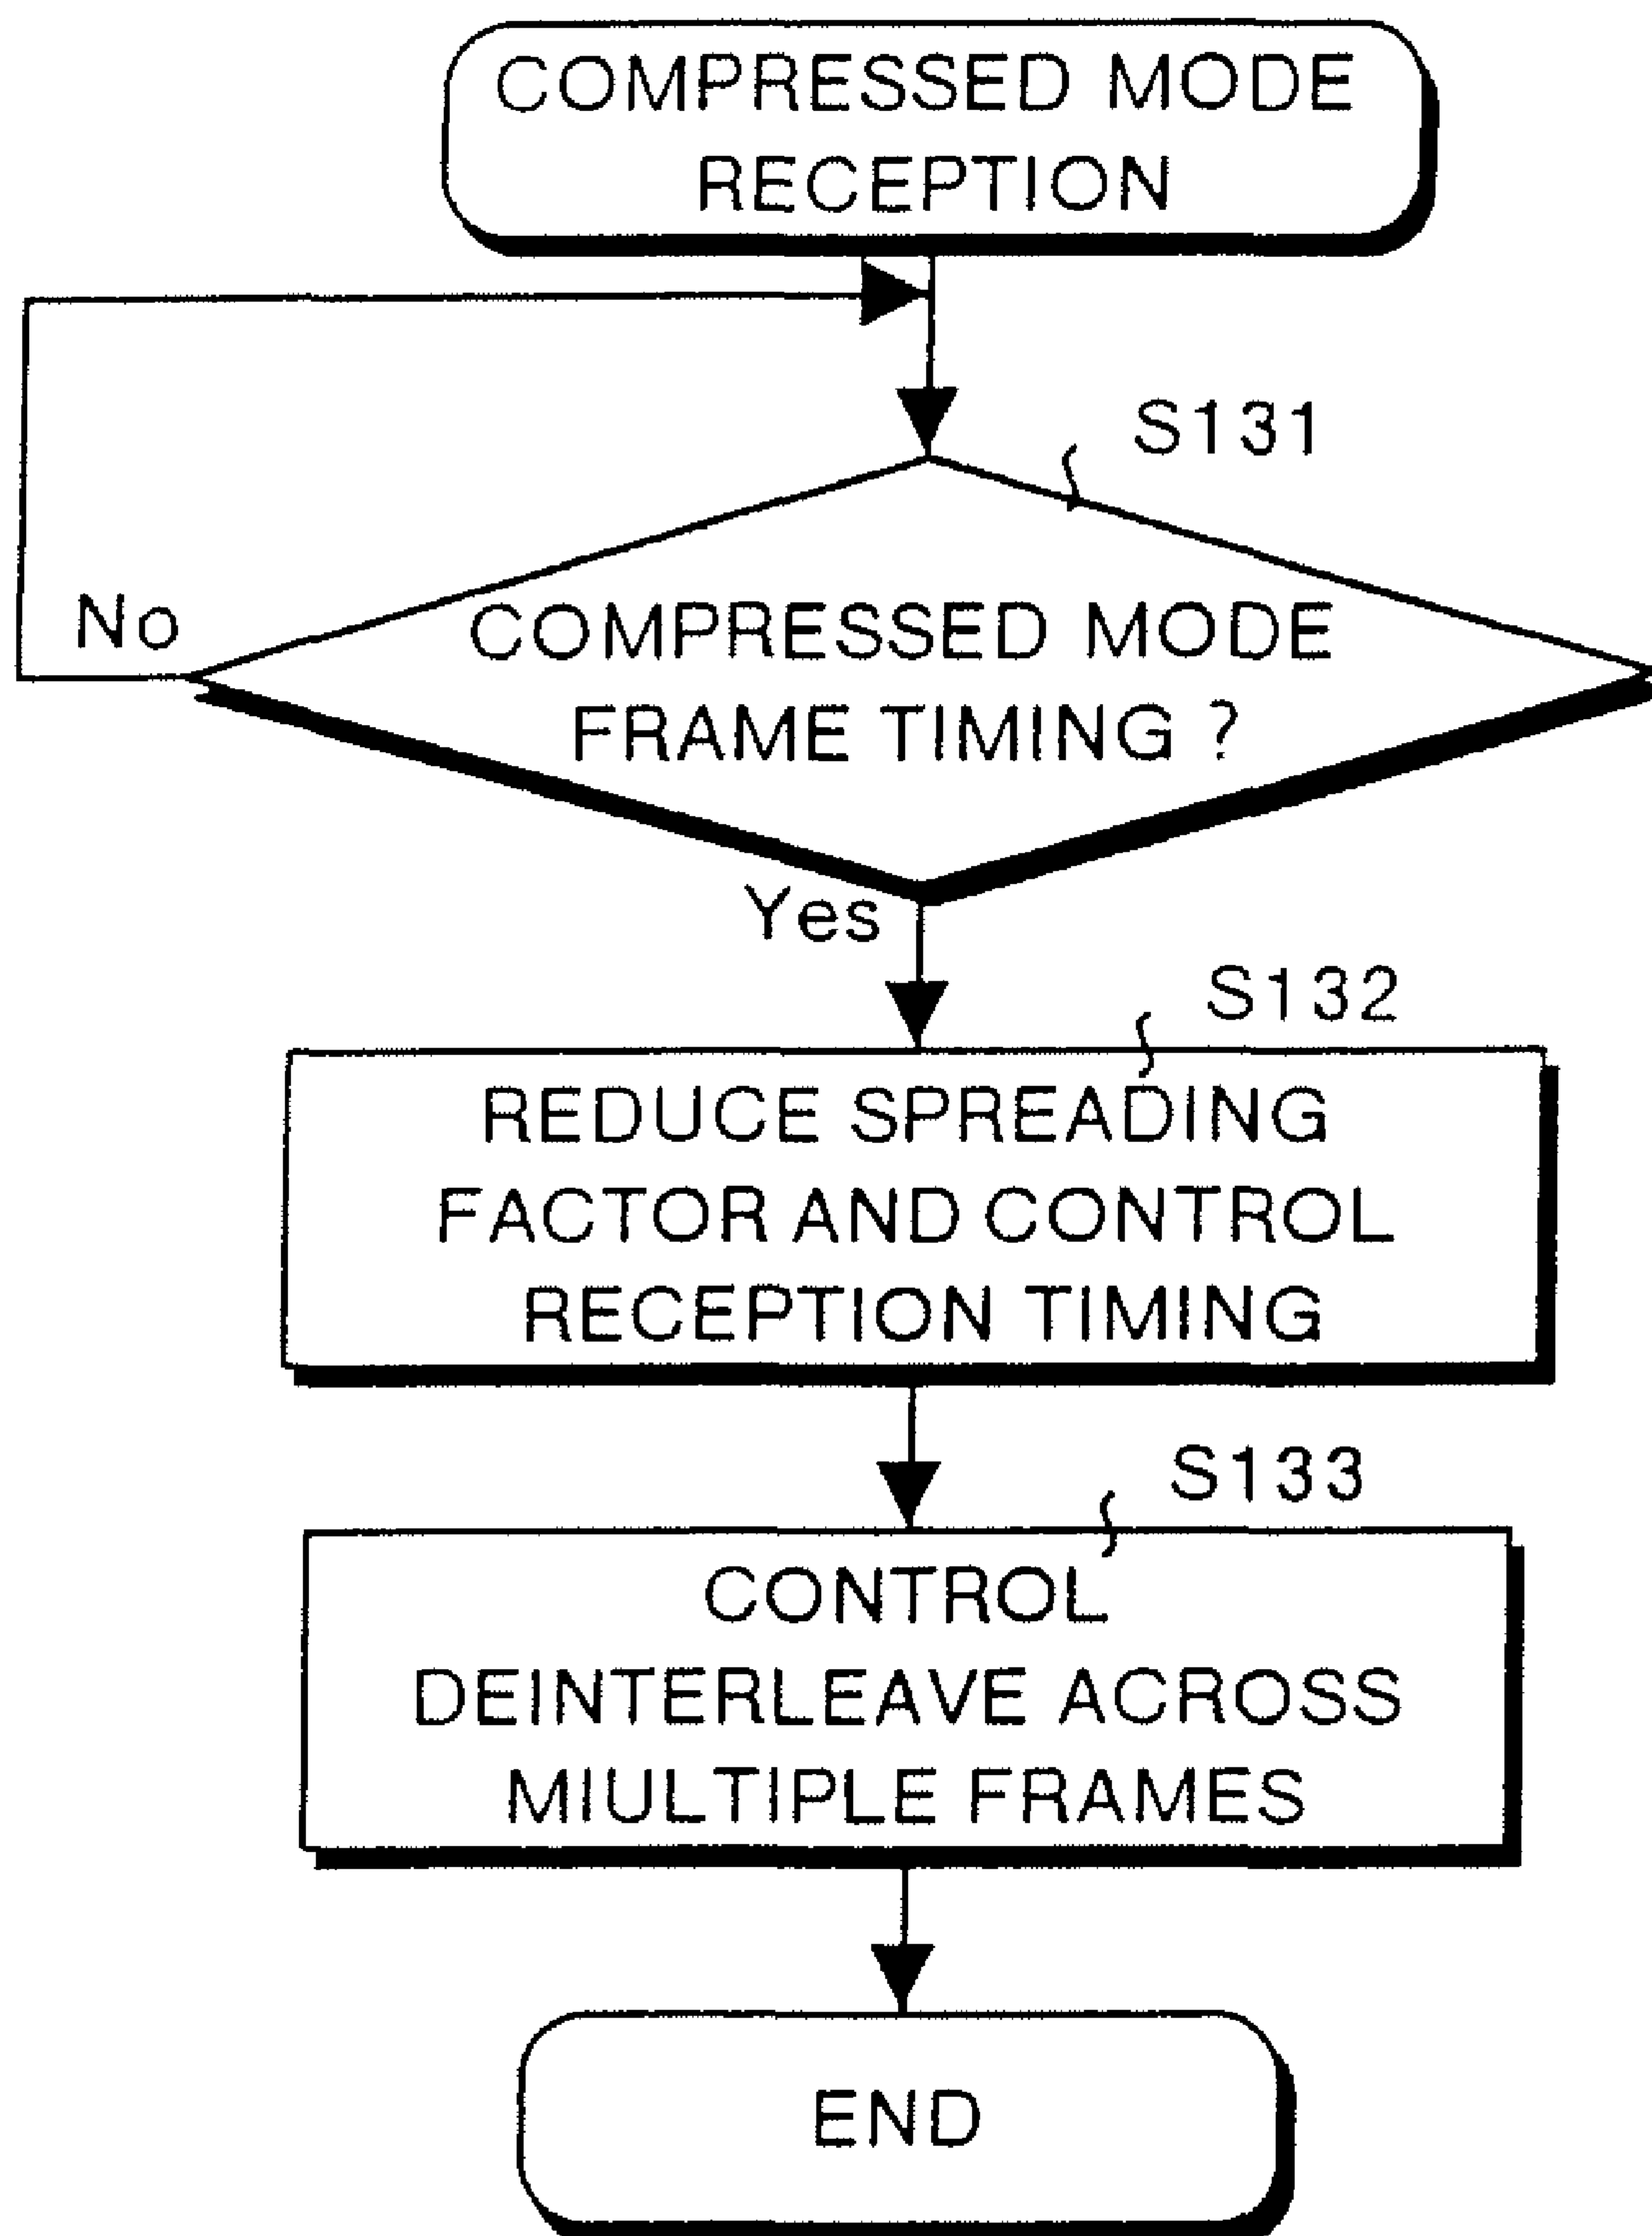 COMPRESSED MODE
RECEPTION
S131
No
COMPRESSED MODE
FRAME TIMING ?
Yes
S132
REDUCE SPREADING
FACTOR AND CONTROL
RECEPTION TIMING
S133
CONTROL
DEINTERLEAVE ACROSS
MIULTIPLE FRAMES
END